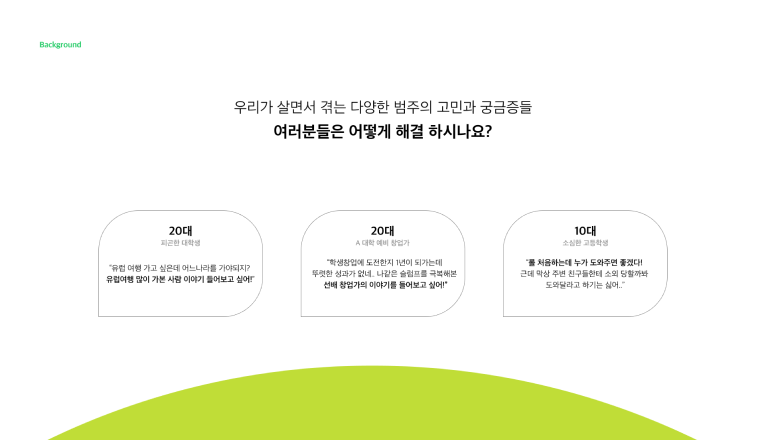 Background
우리가 살면서 겪는 다양한 범주의 고민과 궁금증들
여러분들은 어떻게 해결 하시나요?
20대
피곤한 대학생
"유럽 여행 가고 싶은데 어느나라를 가야되지?
유럽여행 많이 가본 사람 이야기 들어보고 싶어!"
20대
A 대학 예비 창업가
"학생창업에 도전한지 1년이 되가는데
뚜렷한 성과가 없네.. 나같은 슬럼프를 극복해본
선배 창업가의 이야기를 들어보고 싶어!"
10대
소심한 고등학생
"롤 처음하는데 누가 도와주면 좋겠다!
근데 막상 주변 친구들한테 소외 당할까봐
도와달라고 하기는 싫어.."